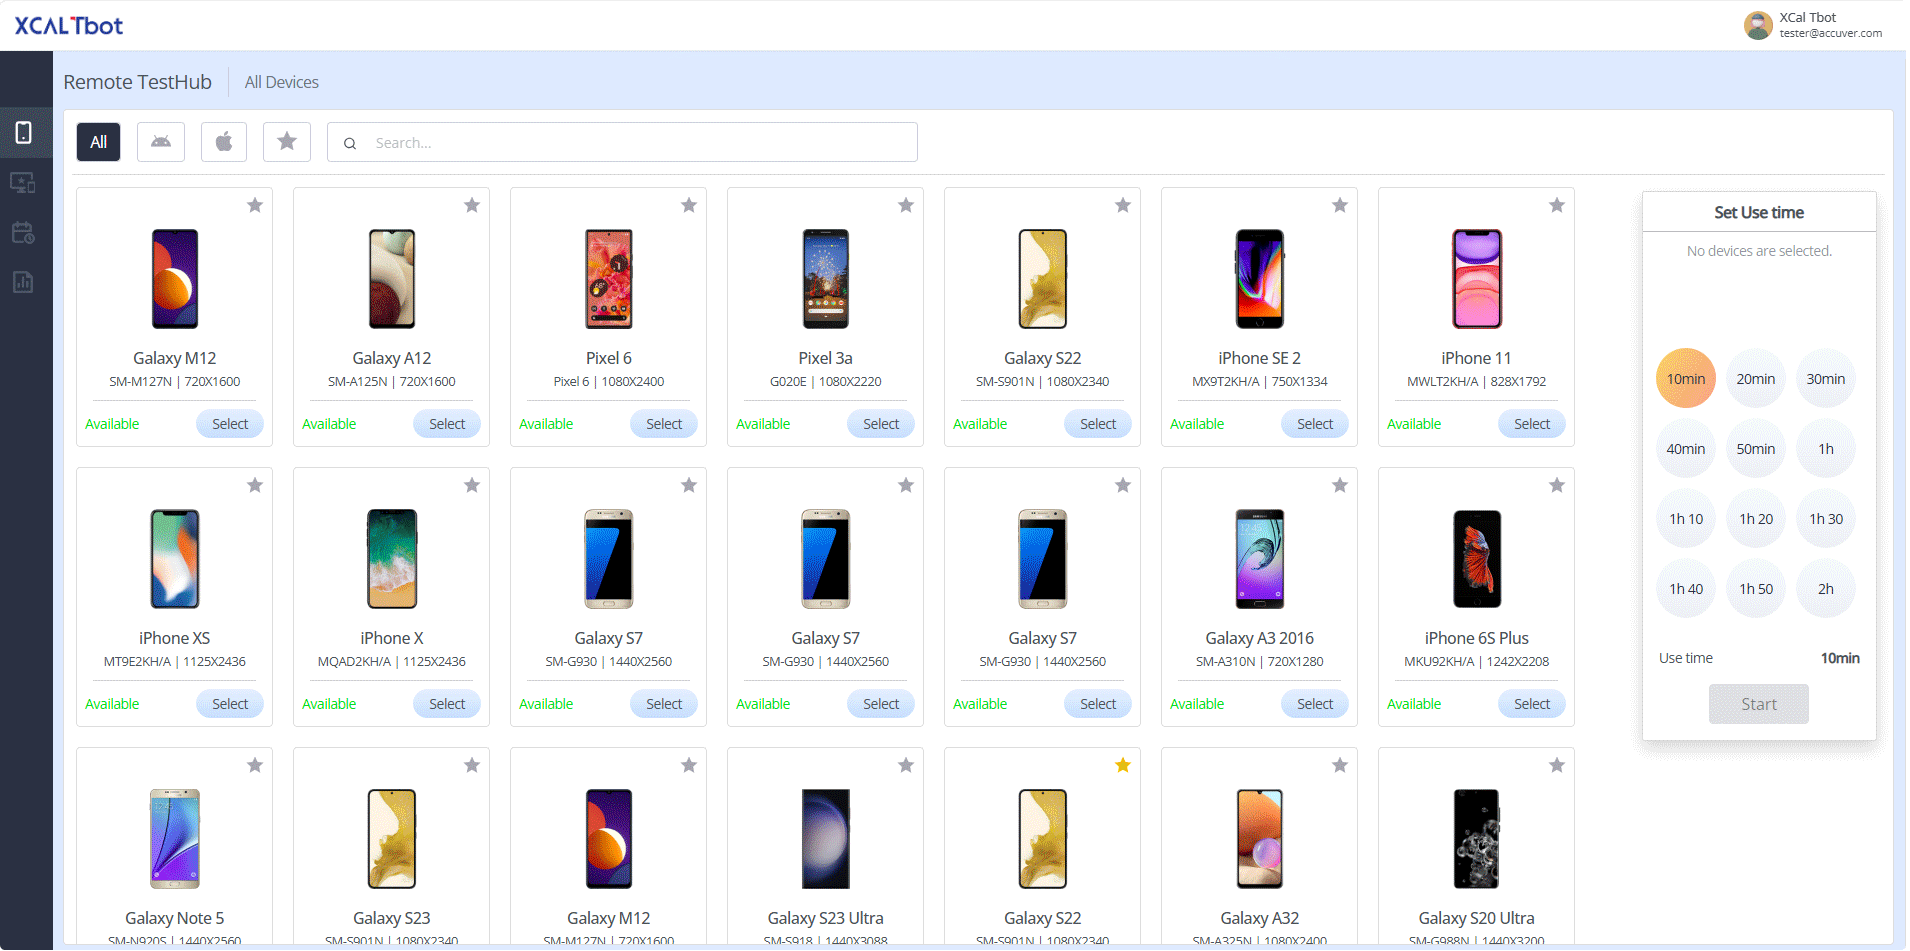 XCALTbot
XCal Tbot
tester@accuver.com
Remote TestHub
All Devices
All
Search...
Galaxy M12
SM-M127N | 720X1600
Available
Select
Galaxy A12
SM-A125N | 720X1600
Available
Select
Pixel 6
Pixel 6 | 1080X2400
Available
Select
Pixel 3a
G020E | 1080X2220
Available
Select
Galaxy S22
SM-S901N | 1080X2340
Available
Select
iPhone SE 2
MX9T2KH/A | 750X1334
Available
Select
iPhone 11
MWLT2KH/A | 828X1792
Available
Select
iPhone XS
MT9E2KH/A | 1125X2436
Available
Select
iPhone X
MQAD2KH/A | 1125X2436
Available
Select
Galaxy S7
SM-G930 | 1440X2560
Available
Select
Galaxy S7
SM-G930 | 1440X2560
Available
Select
Galaxy S7
SM-G930 | 1440X2560
Available
Select
Galaxy A3 2016
SM-A310N | 720X1280
Available
Select
iPhone 6S Plus
MKU92KH/A | 1242X2208
Available
Select
Galaxy Note 5
SM-N920S | 1440X2560
Galaxy S23
SM-S901N | 1080X2340
Galaxy M12
SM-M127N | 720X1600
Galaxy S23 Ultra
SM-S918 | 1440X3088
Galaxy S22
SM-S901N | 1080X2340
Galaxy A32
SM-A325N | 1080X2400
Galaxy S20 Ultra
SM-G988N | 1440X3200
Set Use time
No devices are selected.
10min
20min
30min
40min
50min
1h
1h 10
1h 20
1h 30
1h 40
1h 50
2h
Use time
10min
Start